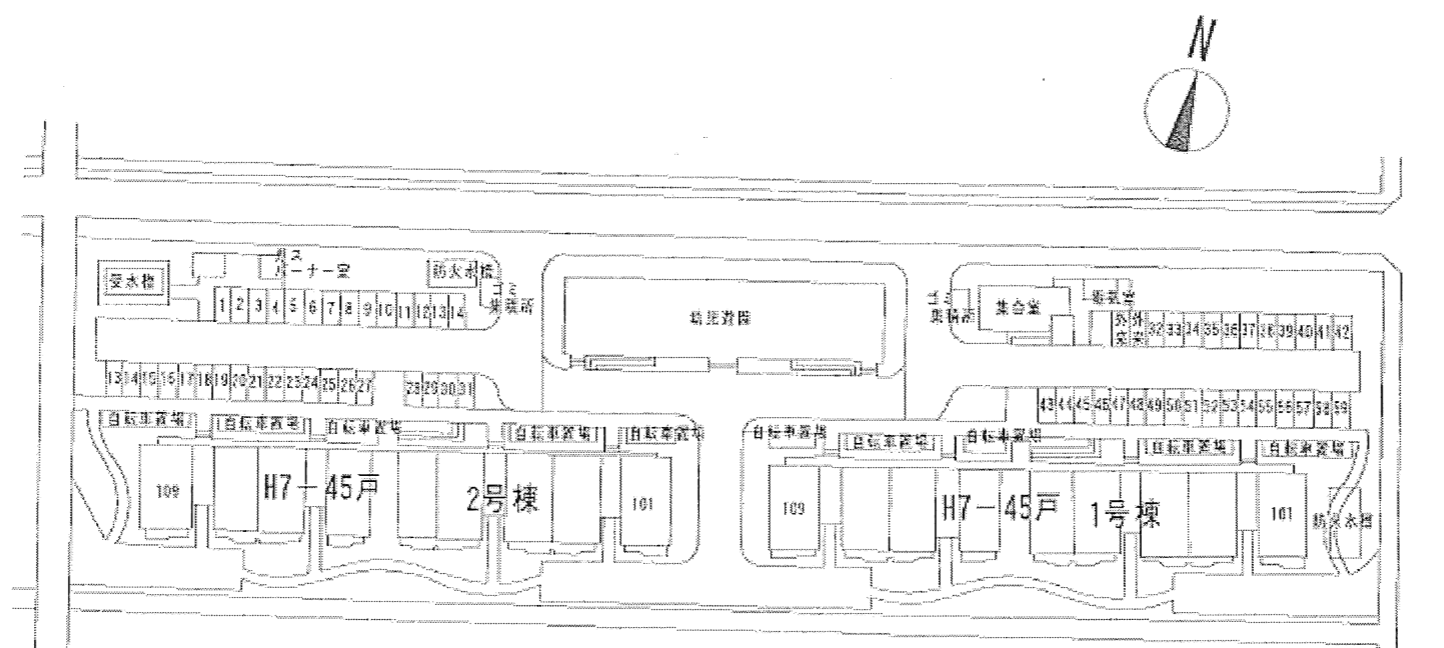 N
受水槽
ガス
バーナー室
防火水槽
ゴミ
集積所
幼児遊園
ゴミ
集積所
集会室
1 2 3 4 5 6 7 8 9 10 11 12 13 14
外来 外来 32 33 34 35 36 37 38 39 40 41 42
13 14 15 16 17 18 19 20 21 22 23 24 25 26 27
28 29 30 31
43 44 45 46 47 48 49 50 51 52 53 54 55 56 57 58 59
自転車置場
自転車置場
自転車置場
自転車置場
自転車置場
自転車置場
自転車置場
自転車置場
自転車置場
自転車置場
109
H7-45戸
2号棟
101
109
H7-45戸
1号棟
101
防火水槽